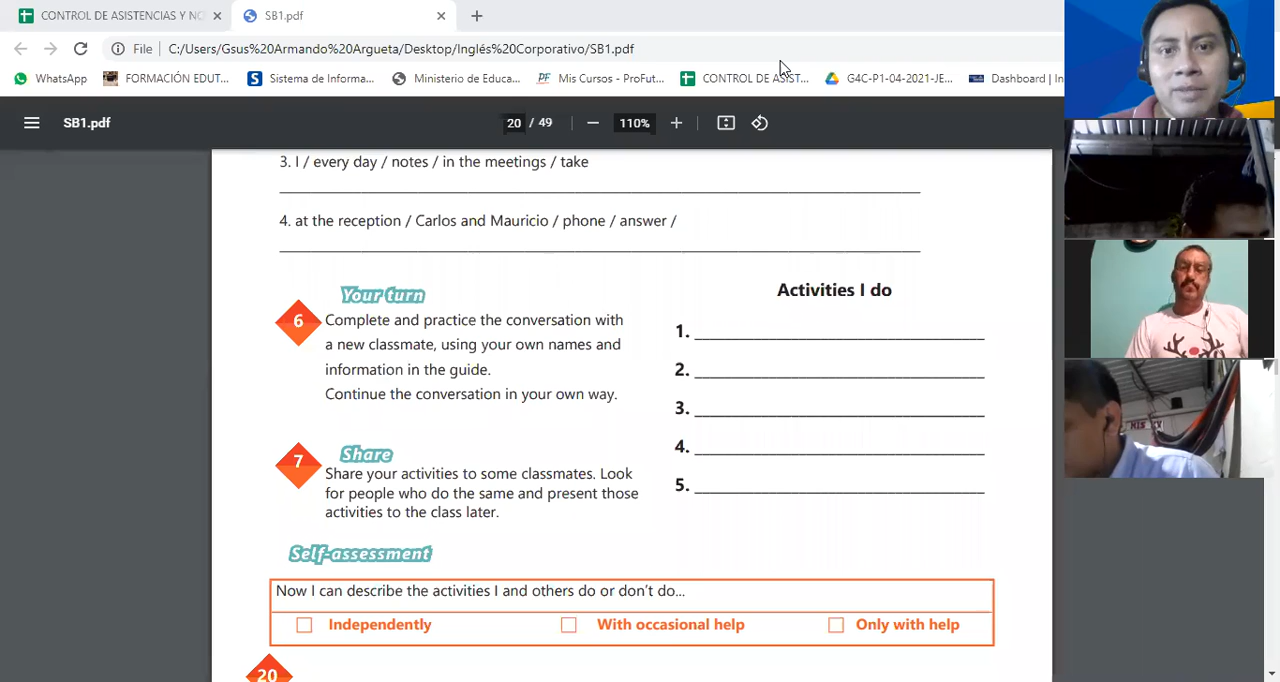 CONTROL DE ASISTENCIAS Y NO
SB1.pdf
File
C:/Users/Gsus%20Armando%20Argueta/Desktop/Inglés%20Corporativo/SB1.pdf
WhatsApp
FORMACIÓN EDUT...
Sistema de Informa...
Ministerio de Educa...
PF Mis Cursos - ProFut...
CONTROL DE ASIST...
G4C-P1-04-2021-JE...
Dashboard | In
SB1.pdf
20 / 49
110%
3. I / every day / notes / in the meetings / take
4. at the reception / Carlos and Mauricio / phone / answer /
6
Your turn
Complete and practice the conversation with
a new classmate, using your own names and
information in the guide.
Continue the conversation in your own way.
Activities I do
1.
2.
3.
4.
5.
7
Share
Share your activities to some classmates. Look
for people who do the same and present those
activities to the class later.
Self-assessment
Now I can describe the activities I and others do or don't do...
Independently
With occasional help
Only with help
20